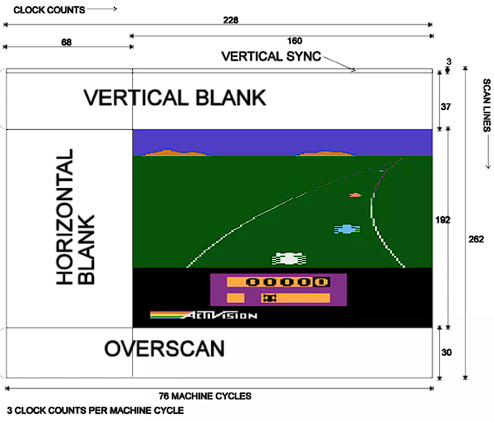 CLOCK COUNTS
228
68
160
VERTICAL SYNC
3
VERTICAL BLANK
37
SCAN LINES
HORIZONTAL
BLANK
192
262
00000
ACTIVISION
OVERSCAN
30
76 MACHINE CYCLES
3 CLOCK COUNTS PER MACHINE CYCLE